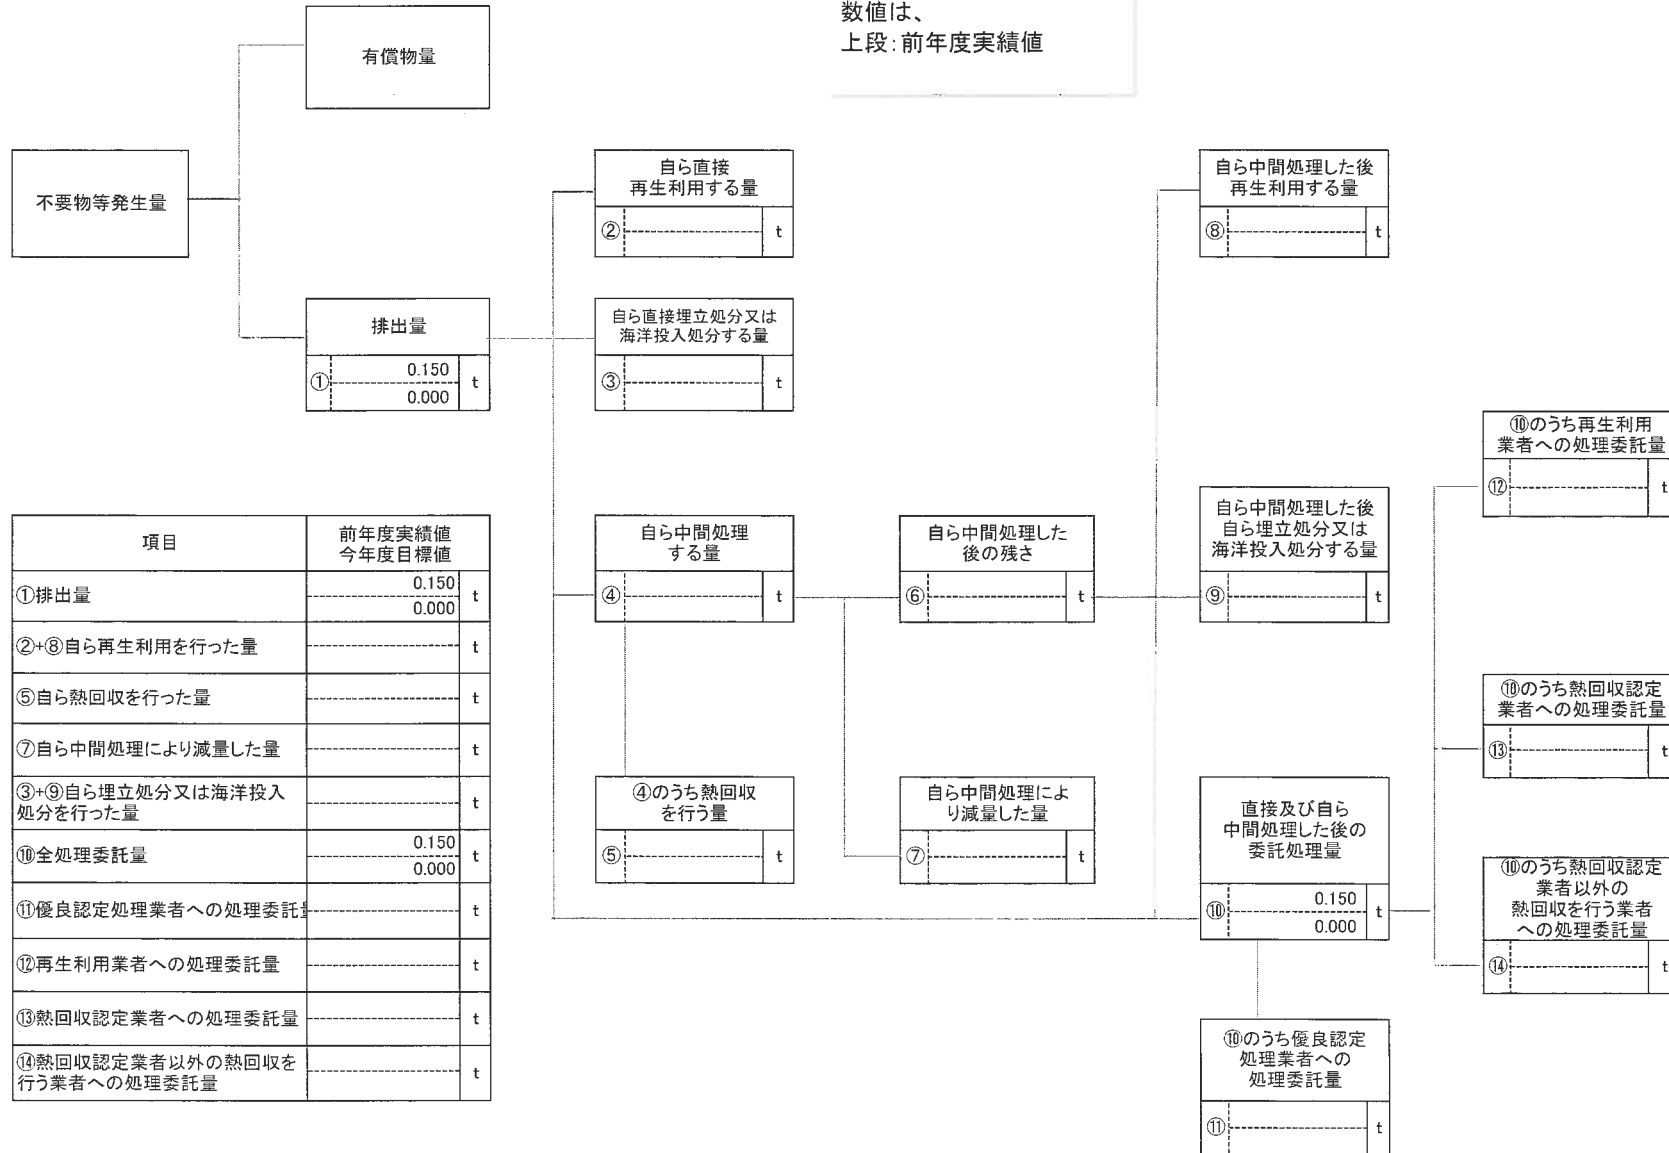 数値は、
上段:前年度実績値
有償物量
不要物等発生量
自ら直接
再生利用する量
② t
自ら中間処理した後
再生利用する量
⑧ t
排出量
① 0.150 t
0.000
自ら直接埋立処分又は
海洋投入処分する量
③ t
⑩のうち再生利用
業者への処理委託量
⑫ t
項目
前年度実績値
今年度目標値
①排出量 0.150 t
0.000
②+⑧自ら再生利用を行った量 t
⑤自ら熱回収を行った量 t
⑦自ら中間処理により減量した量 t
③+⑨自ら埋立処分又は海洋投入
処分を行った量 t
⑩全処理委託量 0.150 t
0.000
⑪優良認定処理業者への処理委託 t
⑫再生利用業者への処理委託量 t
⑬熱回収認定業者への処理委託量 t
⑭熱回収認定業者以外の熱回収を
行う業者への処理委託量 t
自ら中間処理
する量
④ t
自ら中間処理した
後の残さ
⑥ t
自ら中間処理した後
自ら埋立処分又は
海洋投入処分する量
⑨ t
⑩のうち熱回収認定
業者への処理委託量
⑬ t
④のうち熱回収
を行う量
⑤ t
自ら中間処理によ
り減量した量
⑦ t
直接及び自ら
中間処理した後の
委託処理量
⑩ 0.150 t
0.000
⑩のうち熱回収認定
業者以外の
熱回収を行う業者
への処理委託量
⑭ t
⑩のうち優良認定
処理業者への
処理委託量
⑪ t